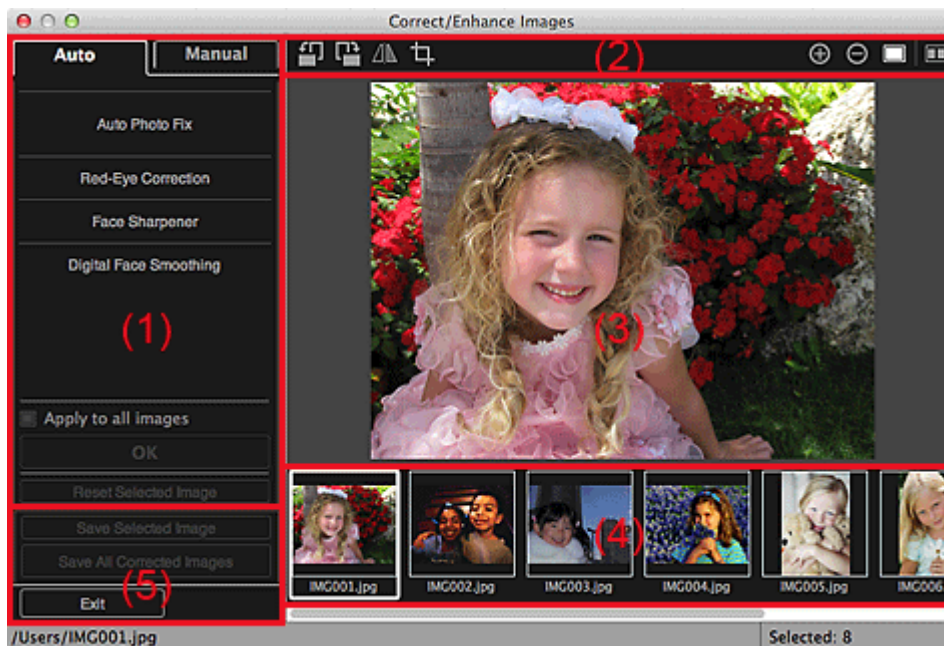 Correct/Enhance Images
Auto
Manual
(2)
Auto Photo Fix
Red-Eye Correction
Face Sharpener
Digital Face Smoothing
(1)
(3)
Apply to all images
OK
Reset Selected Image
Save Selected Image
Save All Corrected Images
(5)
Exit
(4)
IMG001.jpg
IMG002.jpg
IMG003.jpg
IMG004.jpg
IMG005.jpg
IMG006
/Users/IMG001.jpg
Selected: 8